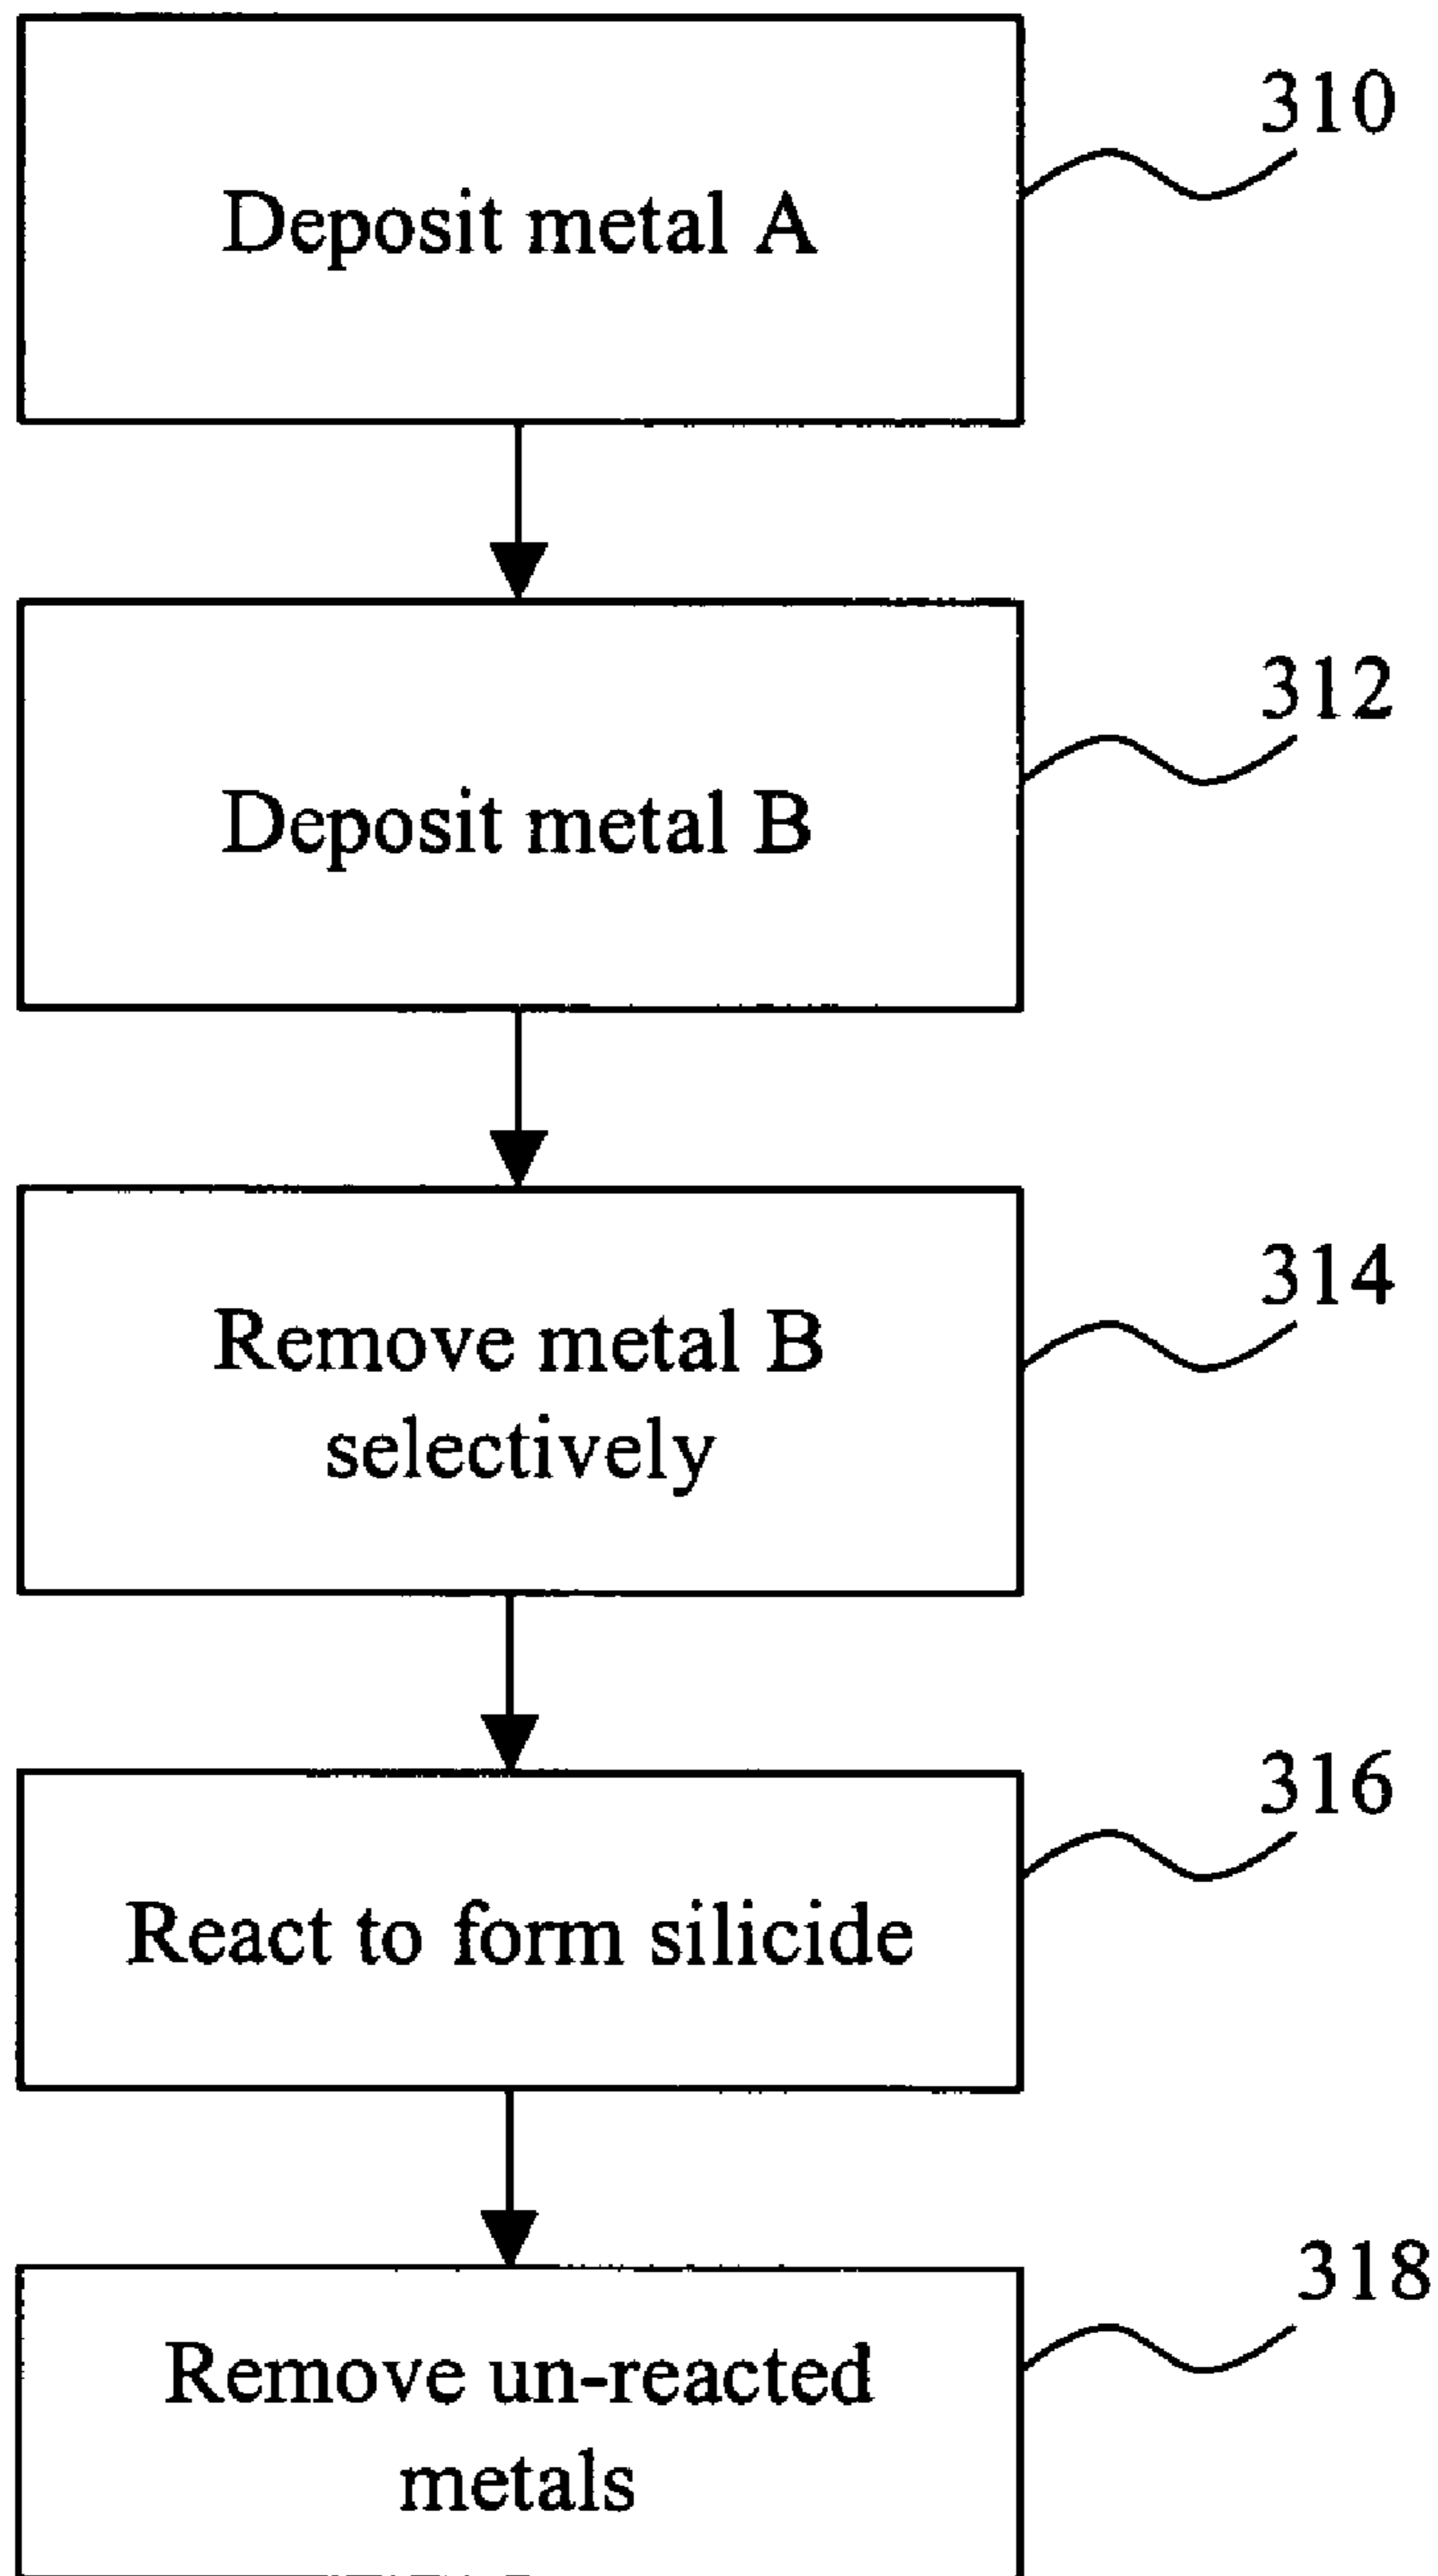 310
Deposit metal A
312
Deposit metal B
314
Remove metal B
selectively
316
React to form silicide
318
Remove un-reacted
metals